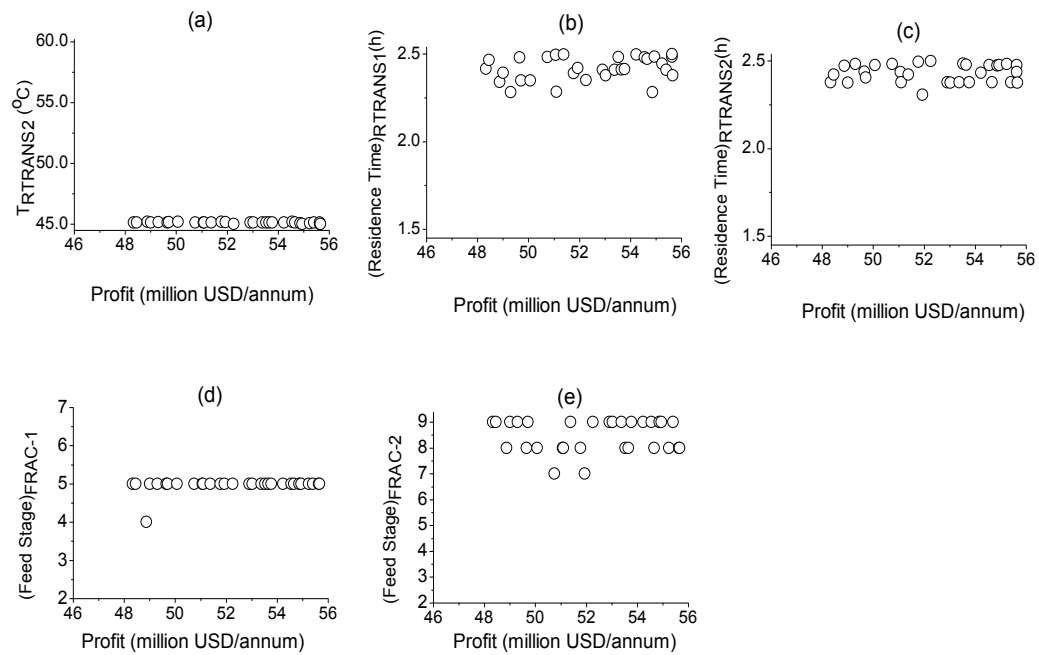 (a)
60.0
55.0
50.0
45.0
T_RTRANS2 (°C)
46 48 50 52 54 56
Profit (million USD/annum)
(b)
2.5
2.0
1.5
(Residence Time)RTRANS1(h)
46 48 50 52 54 56
Profit (million USD/annum)
(c)
2.5
2.0
1.5
(Residence Time)RTRANS2(h)
46 48 50 52 54 56
Profit (million USD/annum)
(d)
7
6
5
4
3
2
(Feed Stage)FRAC-1
46 48 50 52 54 56
Profit (million USD/annum)
(e)
9
8
7
6
5
4
3
2
(Feed Stage)FRAC-2
46 48 50 52 54 56
Profit (million USD/annum)